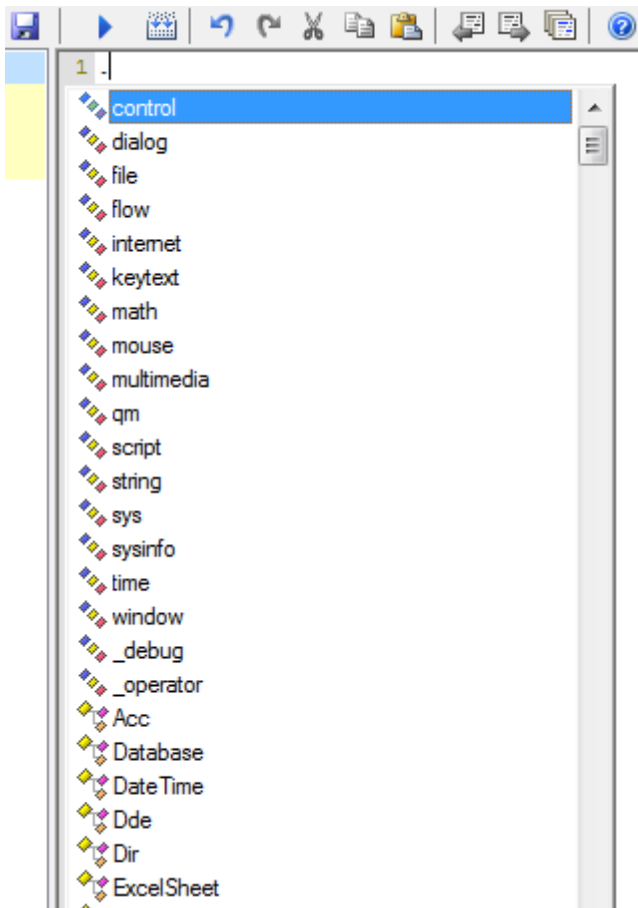 1 .
control
dialog
file
flow
internet
keytext
math
mouse
multimedia
qm
script
string
sys
sysinfo
time
window
_debug
_operator
Acc
Database
DateTime
Dde
Dir
ExcelSheet